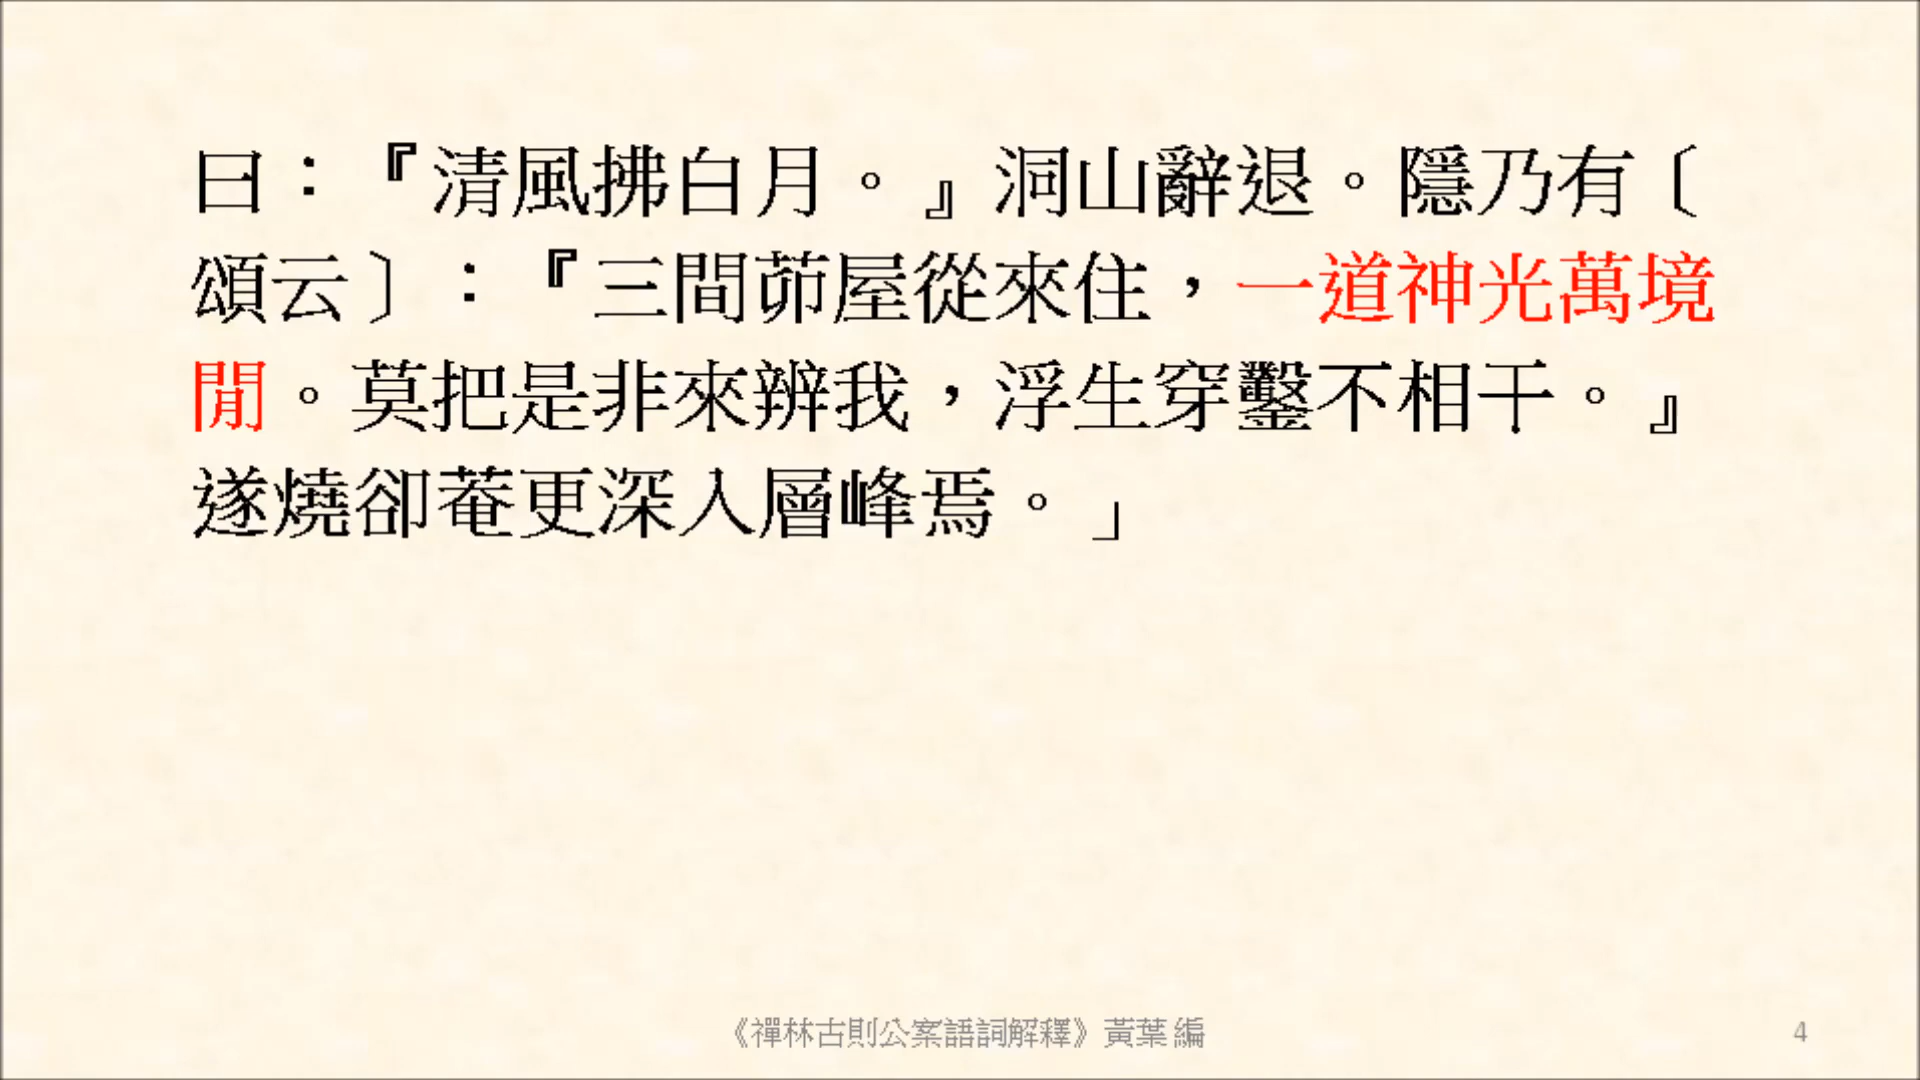 曰：『清風拂白月。』洞山辭退。隱乃有〔
頌云〕：『三間茆屋從來住，一道神光萬境
閒。莫把是非來辨我，浮生穿鑿不相干。』
遂燒卻菴更深入層峰焉。」
《禪林古則公案語詞解釋》黃葉 編
4